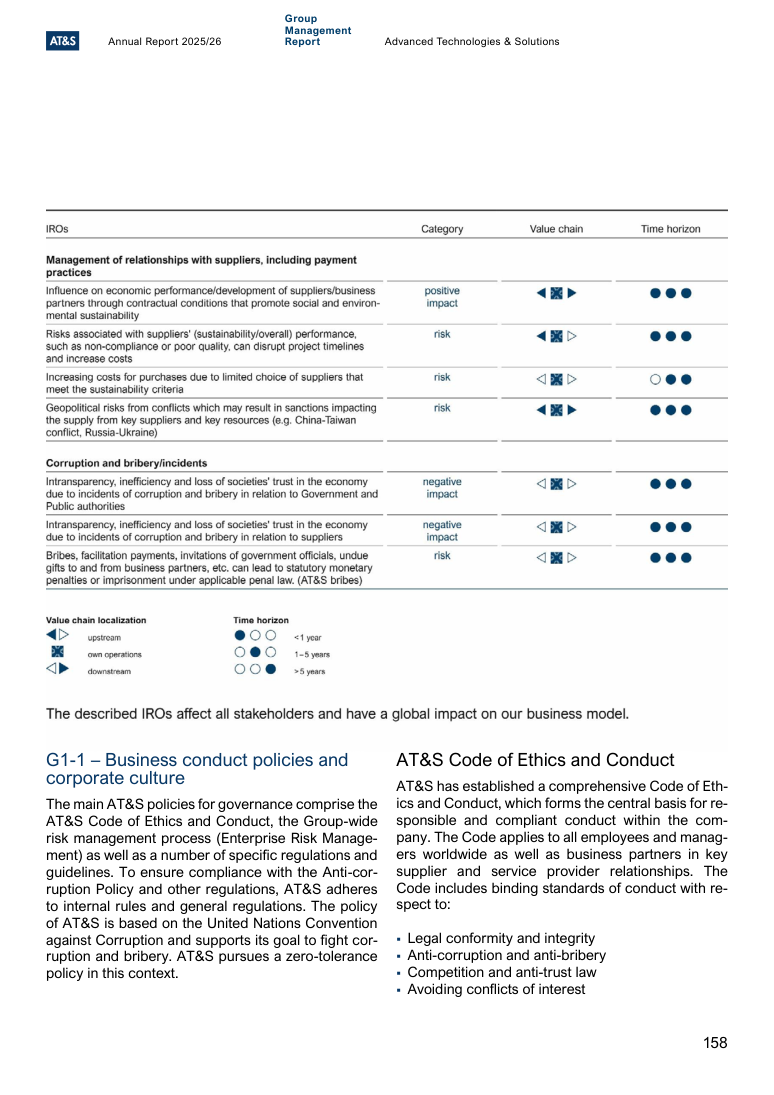 AT&S
Annual Report 2025/26
Group
Management
Report
Advanced Technologies & Solutions
IROs Category Value chain Time horizon
Management of relationships with suppliers, including payment
practices
Influence on economic performance/development of suppliers/business
partners through contractual conditions that promote social and environ-
mental sustainability
positive
impact
Risks associated with suppliers' (sustainability/overall) performance,
such as non-compliance or poor quality, can disrupt project timelines
and increase costs
risk
Increasing costs for purchases due to limited choice of suppliers that
meet the sustainability criteria
risk
Geopolitical risks from conflicts which may result in sanctions impacting
the supply from key suppliers and key resources (e.g. China-Taiwan
conflict, Russia-Ukraine)
risk
Corruption and bribery/incidents
Intransparency, inefficiency and loss of societies' trust in the economy
due to incidents of corruption and bribery in relation to Government and
Public authorities
negative
impact
Intransparency, inefficiency and loss of societies' trust in the economy
due to incidents of corruption and bribery in relation to suppliers
negative
impact
Bribes, facilitation payments, invitations of government officials, undue
gifts to and from business partners, etc. can lead to statutory monetary
penalties or imprisonment under applicable penal law. (AT&S bribes)
risk
Value chain localization
upstream
own operations
downstream
Time horizon
<1 year
1–5 years
>5 years
The described IROs affect all stakeholders and have a global impact on our business model.
G1-1 – Business conduct policies and
corporate culture
The main AT&S policies for governance comprise the
AT&S Code of Ethics and Conduct, the Group-wide
risk management process (Enterprise Risk Manage-
ment) as well as a number of specific regulations and
guidelines. To ensure compliance with the Anti-cor-
ruption Policy and other regulations, AT&S adheres
to internal rules and general regulations. The policy
of AT&S is based on the United Nations Convention
against Corruption and supports its goal to fight cor-
ruption and bribery. AT&S pursues a zero-tolerance
policy in this context.
AT&S Code of Ethics and Conduct
AT&S has established a comprehensive Code of Eth-
ics and Conduct, which forms the central basis for re-
sponsible and compliant conduct within the com-
pany. The Code applies to all employees and manag-
ers worldwide as well as business partners in key
supplier and service provider relationships. The
Code includes binding standards of conduct with re-
spect to:
▪ Legal conformity and integrity
▪ Anti-corruption and anti-bribery
▪ Competition and anti-trust law
▪ Avoiding conflicts of interest
158